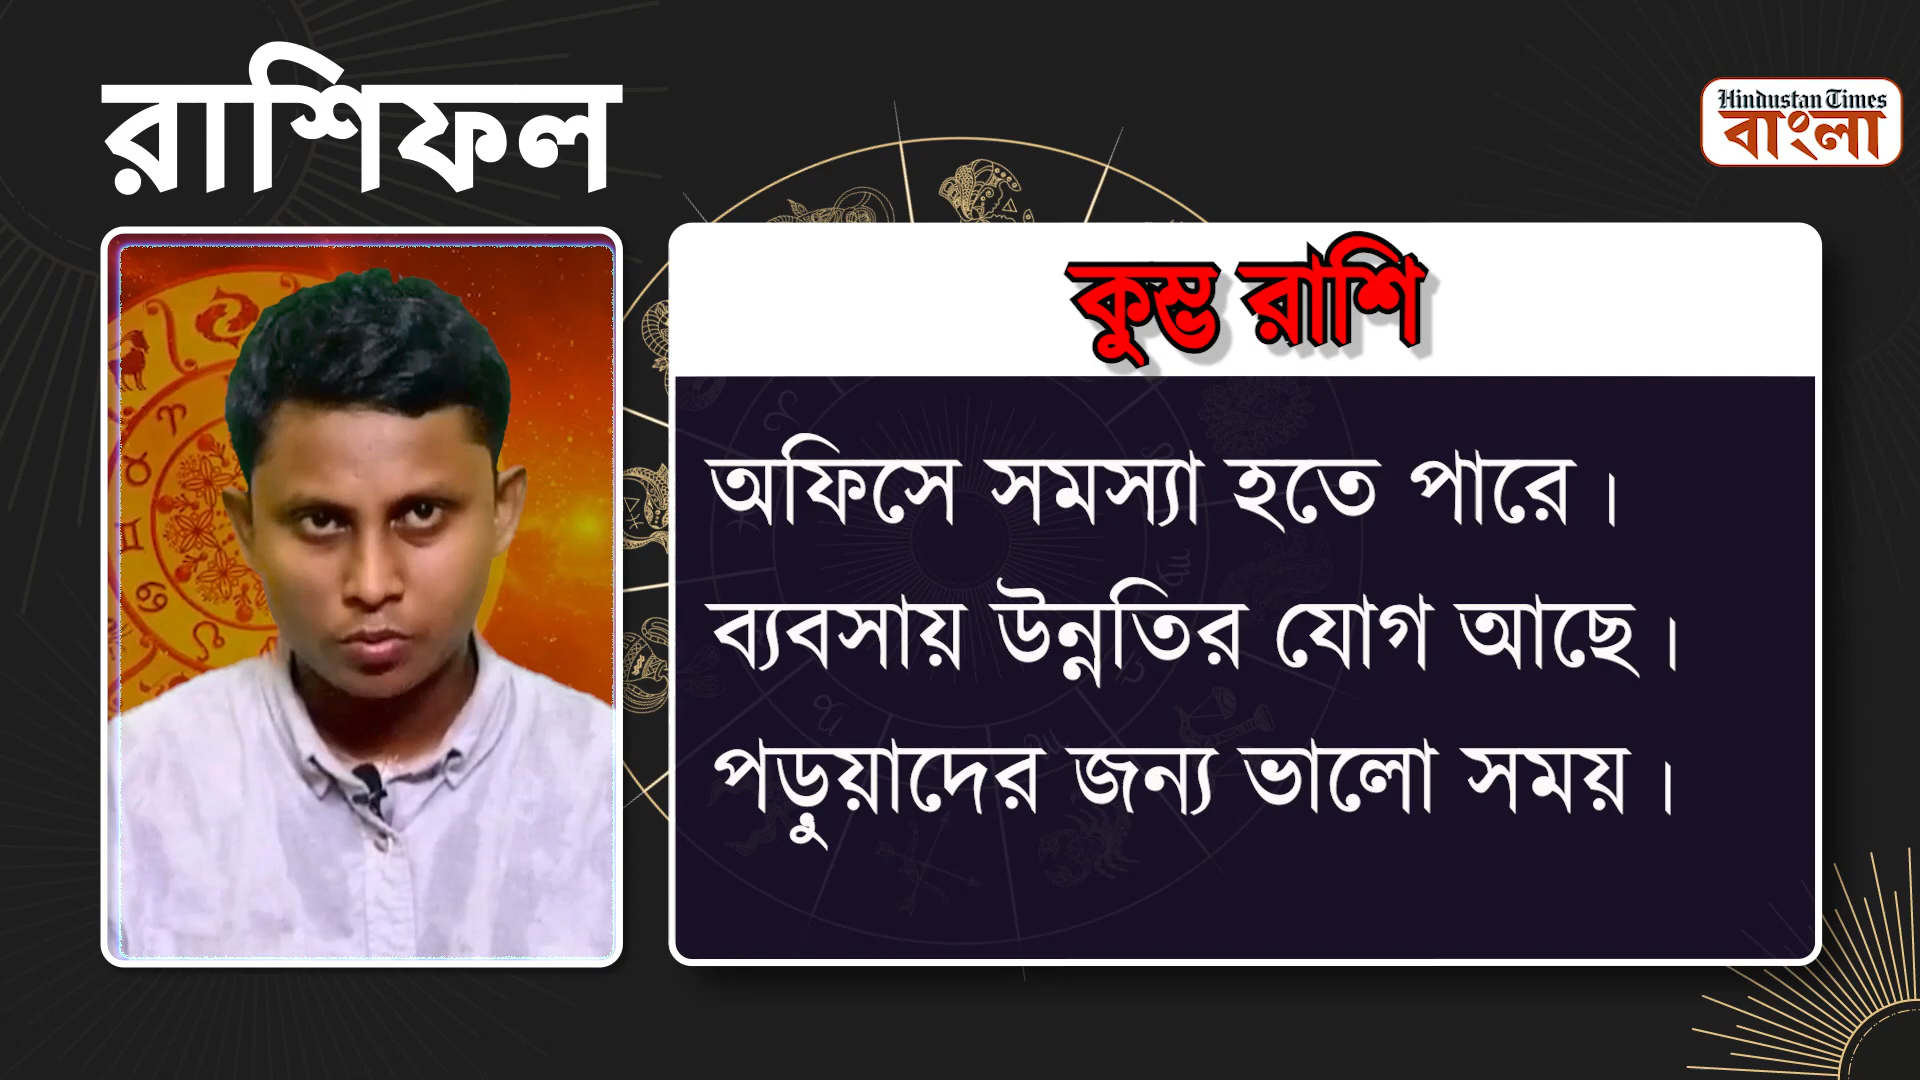 রাশিফল
Hindustan Times
বাংলা
কুম্ভ রাশি
অফিসে সমস্যা হতে পারে।
ব্যবসায় উন্নতির যোগ আছে।
পড়ুয়াদের জন্য ভালো সময়।